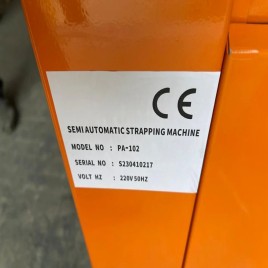 CE
SEMI AUTOMATIC STRAPPING MACHINE
MODEL NO : PA-102
SERIAL NO : S230410217
VOLT HZ : 220V 50HZ